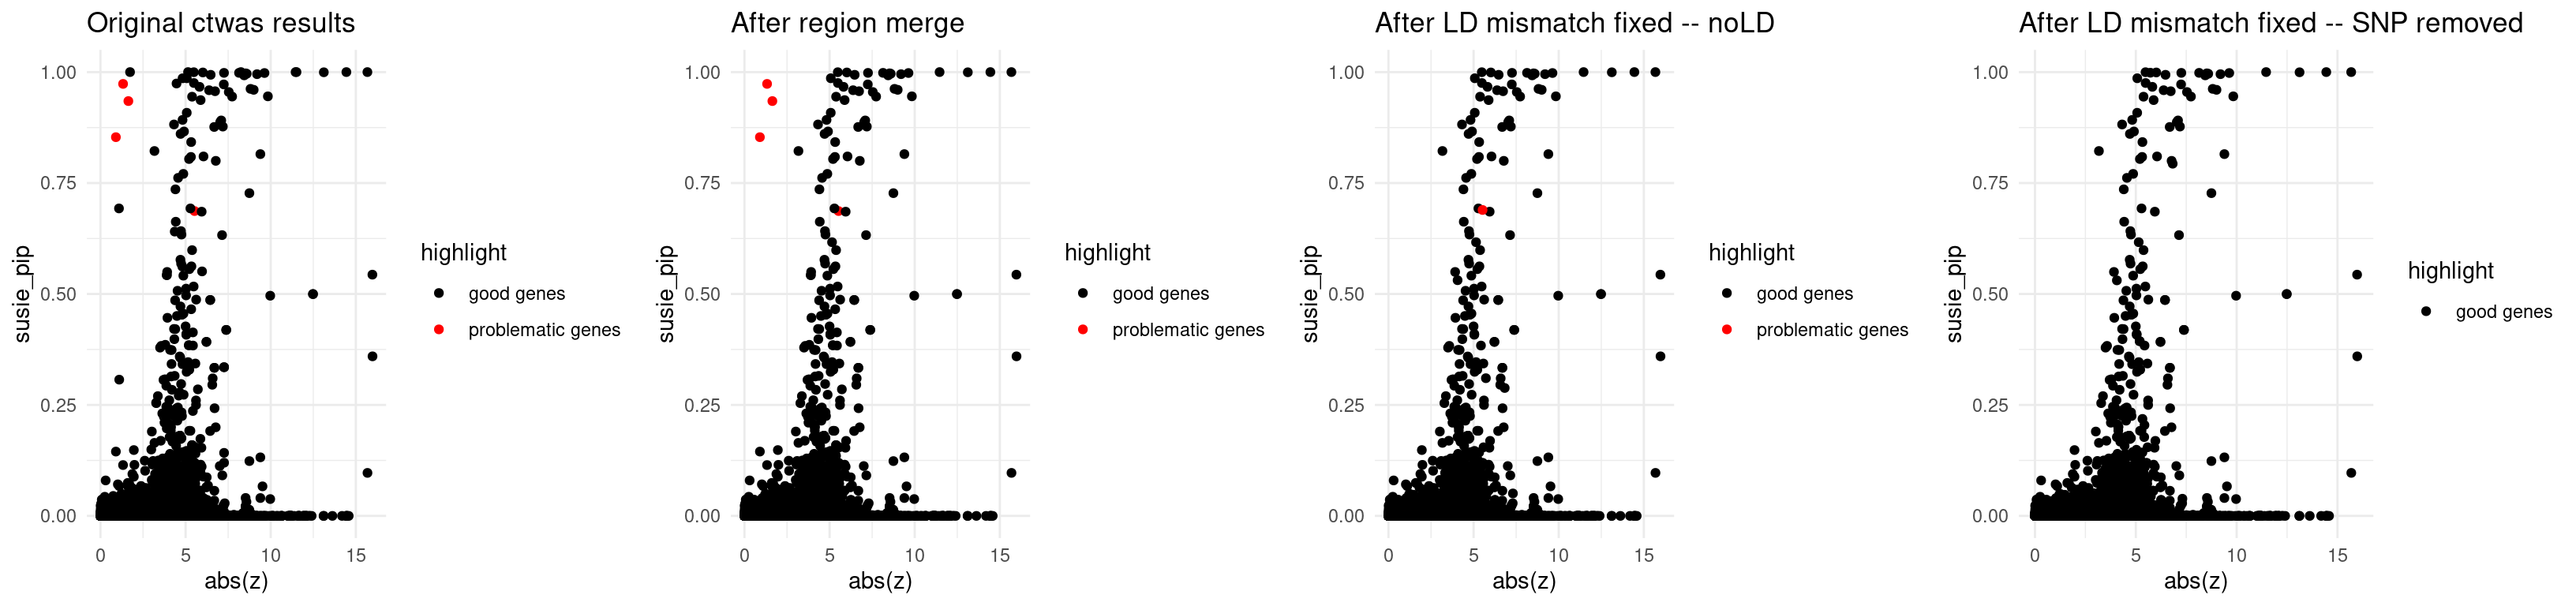 Original ctwas results
1.00
0.75
0.50
0.25
0.00
susie_pip
0
5
10
15
abs(z)
highlight
good genes
problematic genes
After region merge
1.00
0.75
0.50
0.25
0.00
susie_pip
0
5
10
15
abs(z)
highlight
good genes
problematic genes
After LD mismatch fixed -- noLD
1.00
0.75
0.50
0.25
0.00
susie_pip
0
5
10
15
abs(z)
highlight
good genes
problematic genes
After LD mismatch fixed -- SNP removed
1.00
0.75
0.50
0.25
0.00
susie_pip
0
5
10
15
abs(z)
highlight
good genes